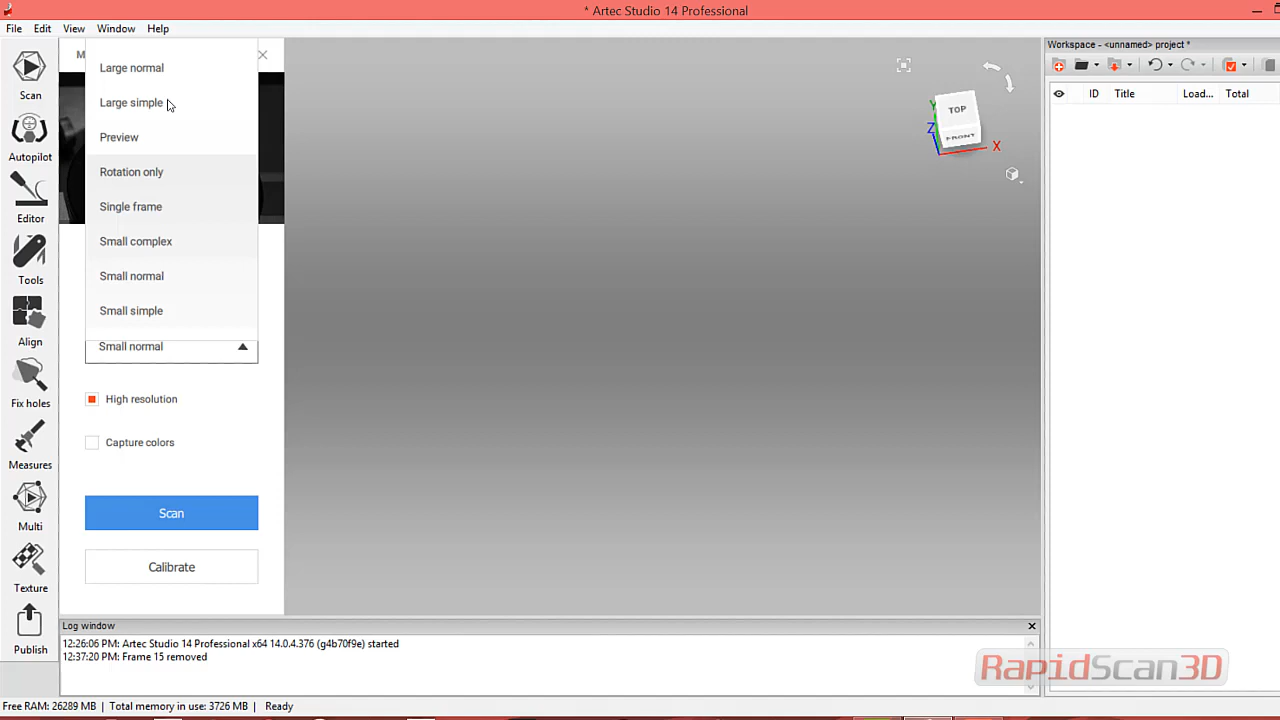 * Artec Studio 14 Professional
File Edit View Window Help
Workspace - <unnamed> project *
M
Large normal
Large simple
Preview
Rotation only
Single frame
Small complex
Small normal
Small simple
Small normal
High resolution
Capture colors
Scan
Calibrate
Scan
Autopilot
Editor
Tools
Align
Fix holes
Measures
Multi
Texture
Publish
TOP
FRONT
Y
Z
X
ID Title Load... Total
Log window
12:26:06 PM: Artec Studio 14 Professional x64 14.0.4.376 (g4b70f9e) started
12:37:20 PM: Frame 15 removed
RapidScan3D
Free RAM: 26289 MB | Total memory in use: 3726 MB | Ready